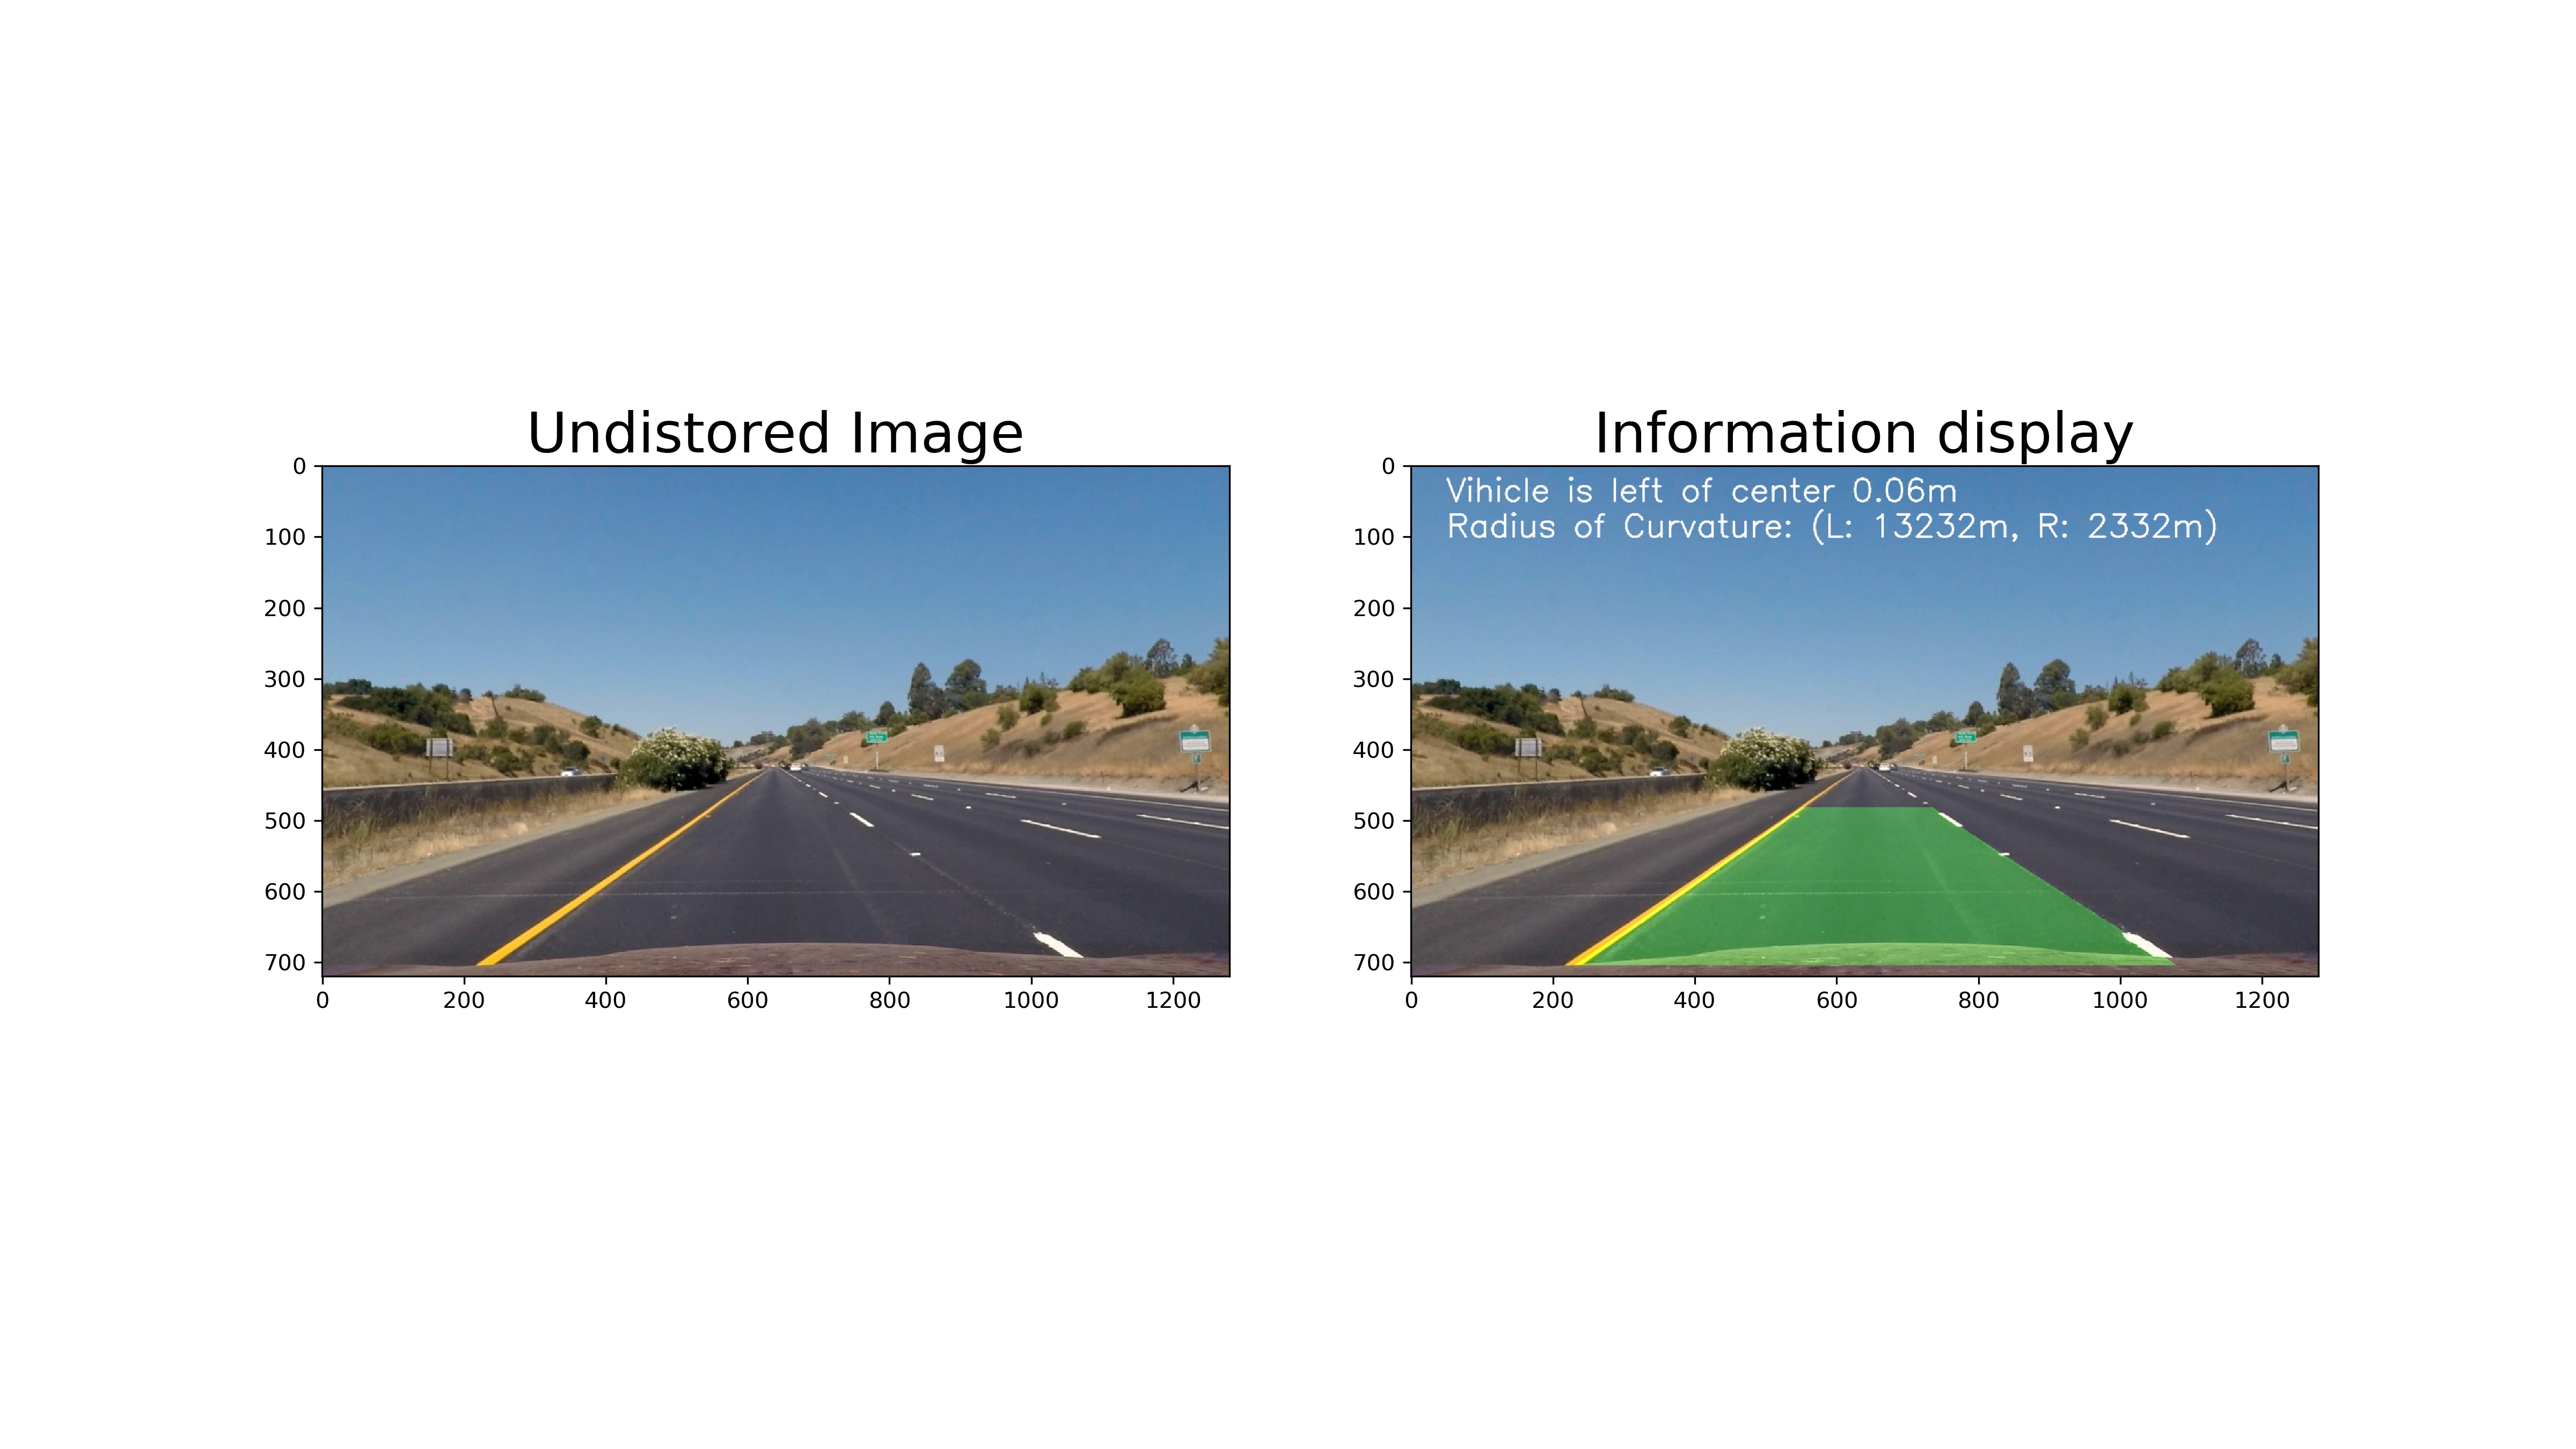 Undistored Image
0
100
200
300
400
500
600
700
0 200 400 600 800 1000 1200
Information display
Vihicle is left of center 0.06m
Radius of Curvature: (L: 13232m, R: 2332m)
0
100
200
300
400
500
600
700
0 200 400 600 800 1000 1200